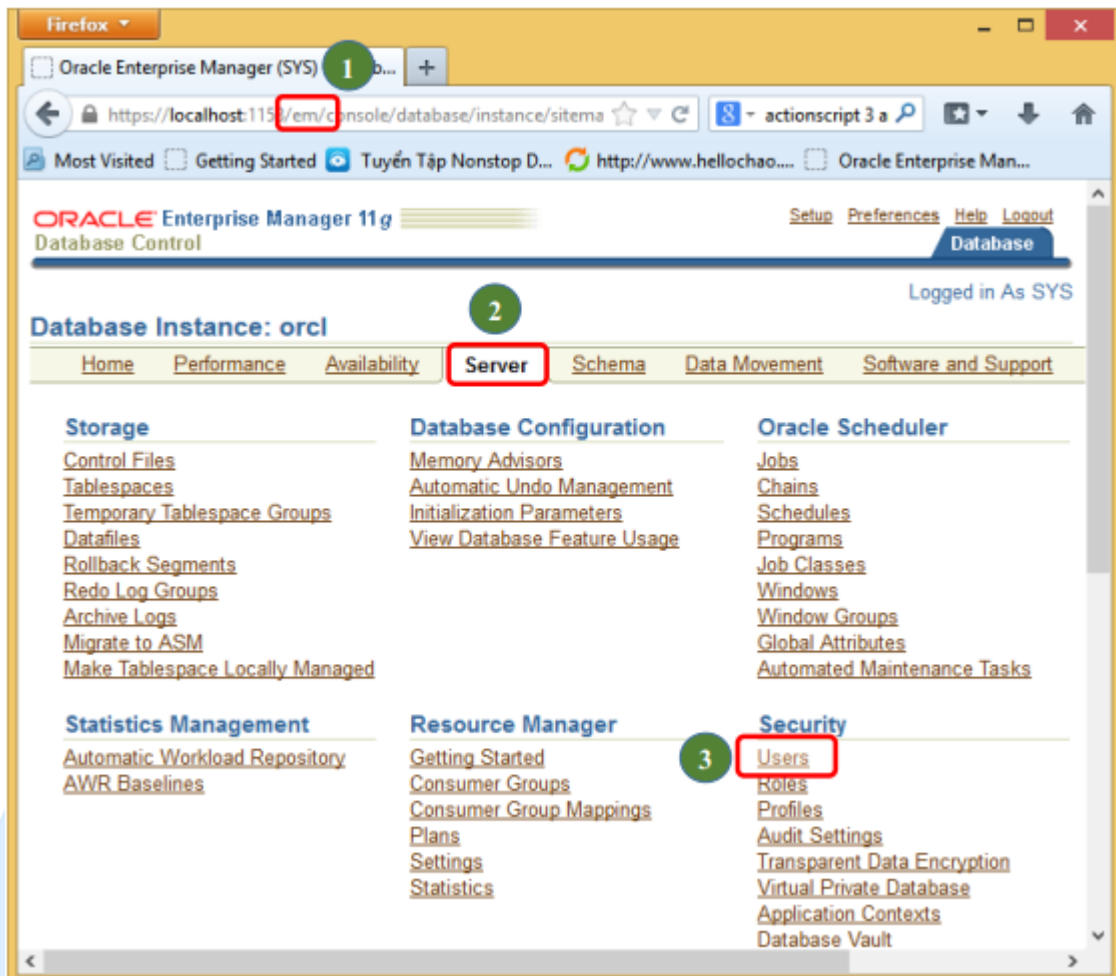 Firefox
Oracle Enterprise Manager (SYS) 1 b... +
https://localhost:115 /em/console/database/instance/sitema 8 actionscript 3 a
Most Visited Getting Started Tuyển Tập Nonstop D... http://www.hellochao.... Oracle Enterprise Man...
ORACLE Enterprise Manager 11g
Database Control
Setup Preferences Help Logout
Database
Logged in As SYS
2
Database Instance: orcl
Home Performance Availability Server Schema Data Movement Software and Support
Storage
Control Files
Tablespaces
Temporary Tablespace Groups
Datafiles
Rollback Segments
Redo Log Groups
Archive Logs
Migrate to ASM
Make Tablespace Locally Managed
Database Configuration
Memory Advisors
Automatic Undo Management
Initialization Parameters
View Database Feature Usage
Oracle Scheduler
Jobs
Chains
Schedules
Programs
Job Classes
Windows
Window Groups
Global Attributes
Automated Maintenance Tasks
Statistics Management
Automatic Workload Repository
AWR Baselines
Resource Manager
Getting Started
Consumer Groups
Consumer Group Mappings
Plans
Settings
Statistics
Security
3 Users
Roles
Profiles
Audit Settings
Transparent Data Encryption
Virtual Private Database
Application Contexts
Database Vault